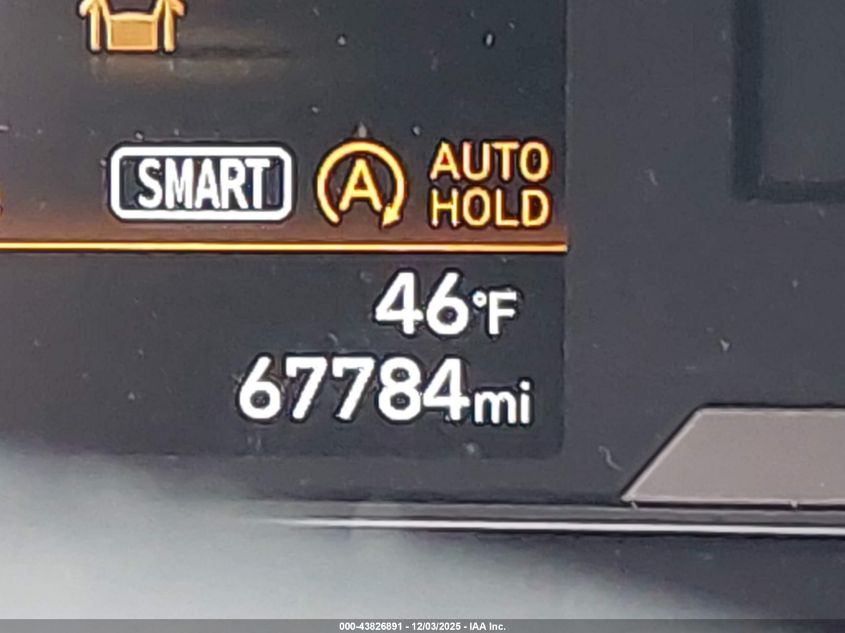 SMART A AUTO
HOLD
46°F
67784mi
000-43826891 - 12/03/2025 - IAA Inc.